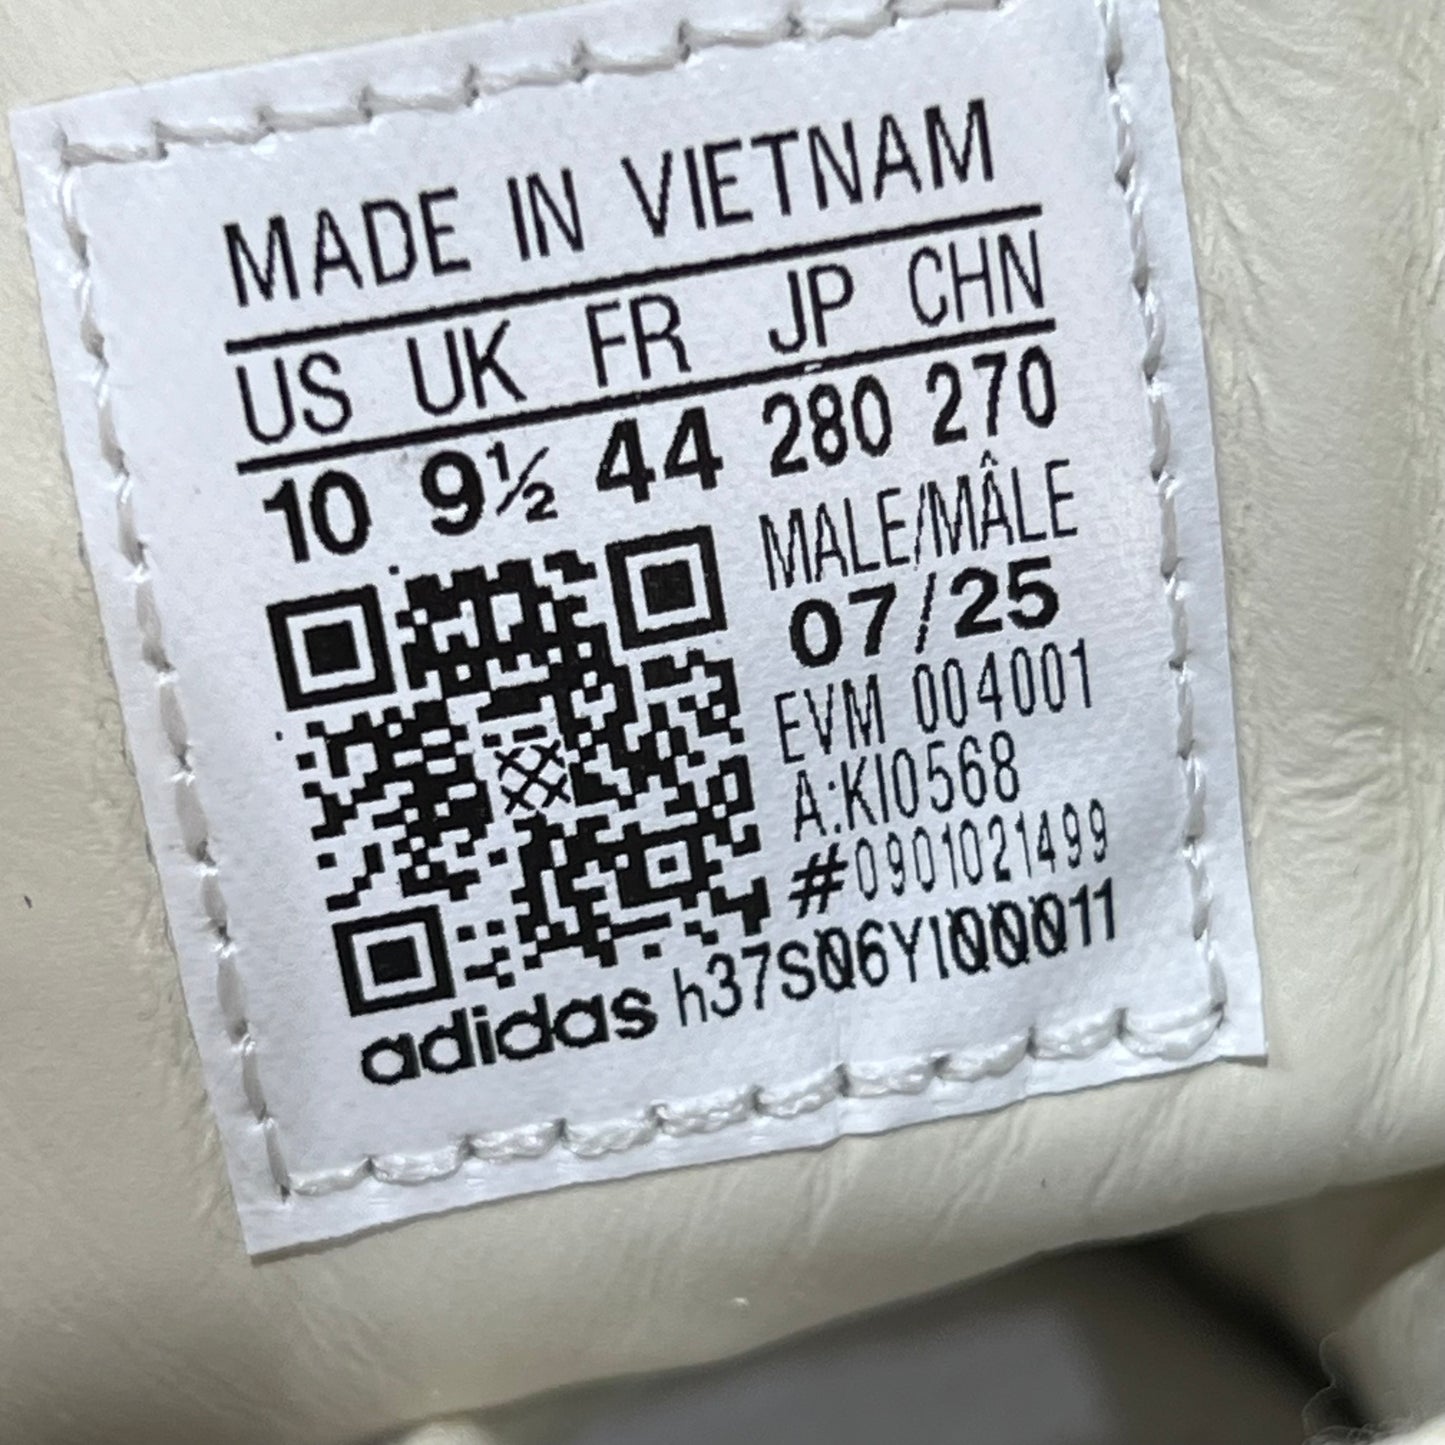 MADE IN VIETNAM
US UK FR JP CHN
10 9½ 44 280 270
MALE/MÂLE
07/25
EVM 004001
A:KI0568
#0901021499
adidas h37S06YI00011